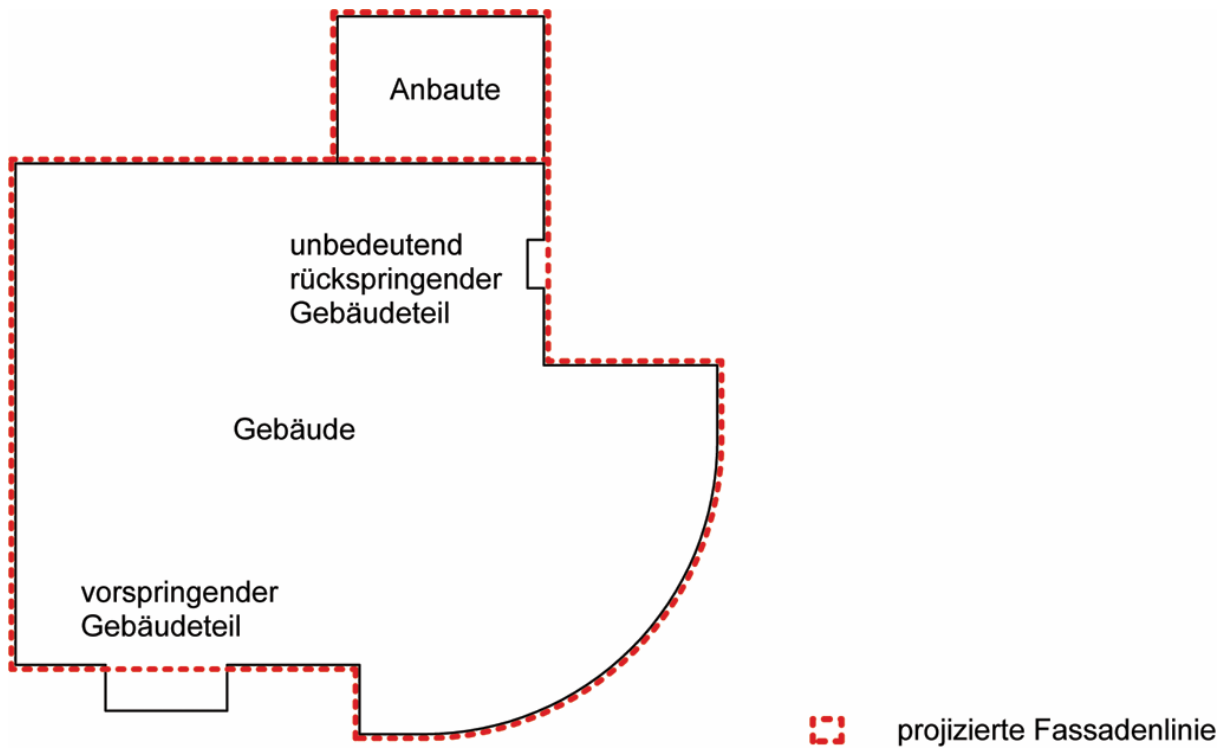 Anbaute
unbedeutend
rückspringender
Gebäudeteil
Gebäude
vorspringender
Gebäudeteil
projizierte Fassadenlinie